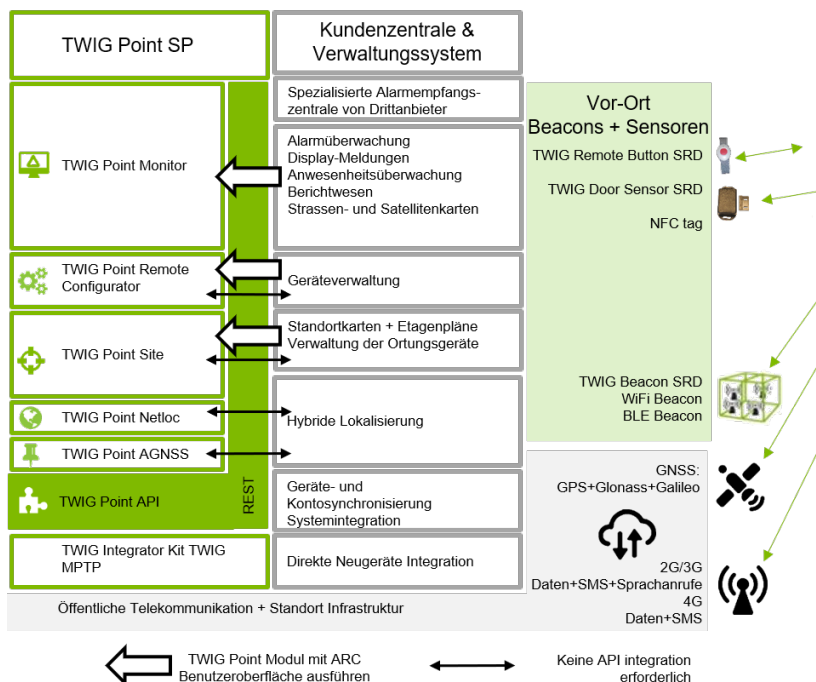 TWIG Point SP
Kundenzentrale &
Verwaltungssystem
Spezialisierte Alarmempfangs-
zentrale von Drittanbieter
TWIG Point Monitor
Alarmüberwachung
Display-Meldungen
Anwesenheitsüberwachung
Berichtwesen
Strassen- und Satellitenkarten
TWIG Point Remote
Configurator
Geräteverwaltung
TWIG Point Site
Standortkarten + Etagenpläne
Verwaltung der Ortungsgeräte
TWIG Point Netloc
Hybride Lokalisierung
TWIG Point AGNSS
TWIG Point API
REST
Geräte- und
Kontosynchronisierung
Systemintegration
TWIG Integrator Kit TWIG
MPTP
Direkte Neugeräte Integration
Vor-Ort
Beacons + Sensoren
TWIG Remote Button SRD
TWIG Door Sensor SRD
NFC tag
TWIG Beacon SRD
WiFi Beacon
BLE Beacon
GNSS:
GPS+Glonass+Galileo
2G/3G
Daten+SMS+Sprachanrufe
4G
Daten+SMS
Öffentliche Telekommunikation + Standort Infrastruktur
TWIG Point Modul mit ARC
Benutzeroberfläche ausführen
Keine API integration
erforderlich